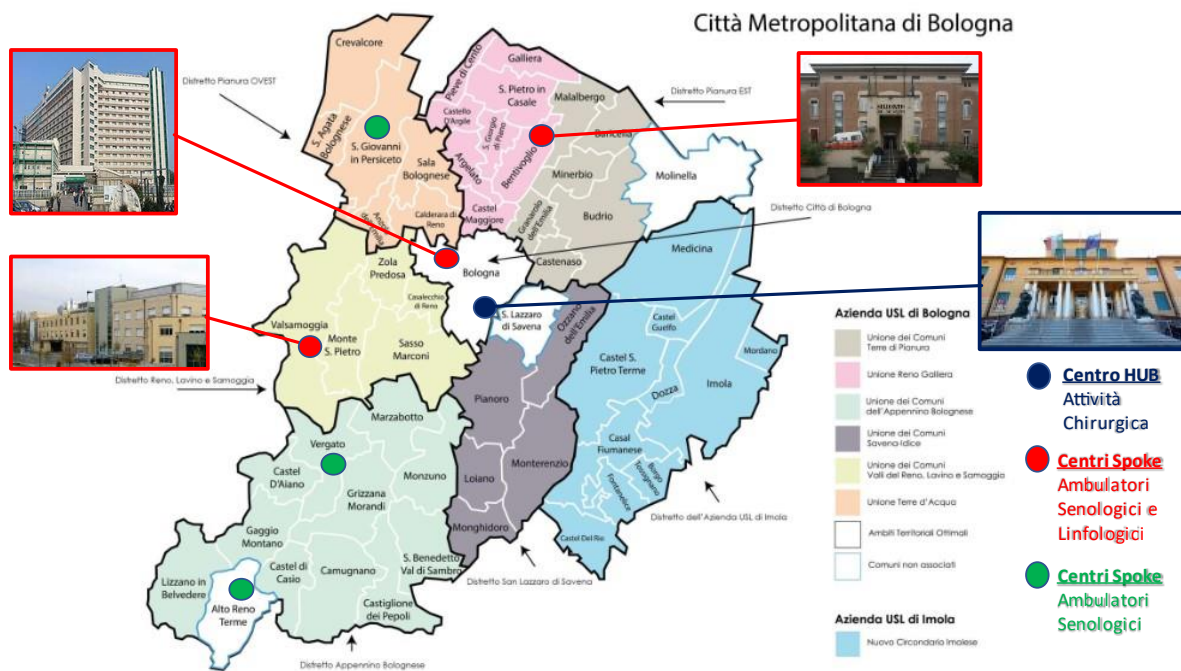 Città Metropolitana di Bologna
Distretto Pianura OVEST
Distretto Pianura EST
Distretto Città di Bologna
Distretto Reno, Lavino e Samoggia
Distretto dell'Azienda USL di Imola
Distretto San Lazzaro di Savena
Distretto Appennino Bolognese
Crevalcore
S. Agata
Bolognese
S. Giovanni
in Persiceto
Sala
Bolognese
Anzola
dell'Emilia
Calderara di
Reno
Galliera
Pieve di Cento
S. Pietro in
Casale
Castello
D'Argile
S. Giorgio
di Piano
Argelato
Bentivoglio
Castel
Maggiore
Malalbergo
Baricella
Minerbio
Molinella
Granarolo
dell'Emilia
Budrio
Castenaso
Medicina
Zola
Predosa
Bologna
Casalecchio
di Reno
Valsamoggia
Monte
S. Pietro
Sasso
Marconi
S. Lazzaro
di Savena
Ozzano
dell'Emilia
Castel
Guelfo
Mordano
Castel S.
Pietro Terme
Dozza
Imola
Pianoro
Marzabotto
Vergato
Castel
D'Aiano
Monzuno
Grizzana
Morandi
Loiano
Monterenzio
Casal
Fiumanese
Borgo
Tossignano
Fontanelice
Monghidoro
Castel Del Rio
Gaggio
Montano
Lizzano in
Belvedere
Castel di
Casio
Camugnano
S. Benedetto
Val di Sambro
Alto Reno
Terme
Castiglione
dei Pepoli
Azienda USL di Bologna
Unione dei Comuni
Terre di Pianura
Unione Reno Galliera
Unione dei Comuni
dell'Appennino Bolognese
Unione dei Comuni
Savena-Idice
Unione dei Comuni
Valli del Reno, Lavino e Samoggia
Unione Terre d'Acqua
Ambiti Territoriali Ottimali
Comuni non associati
Azienda USL di Imola
Nuovo Circondario Imolese
Centro HUB
Attività
Chirurgica
Centri Spoke
Ambulatori
Senologici e
Linfologici
Centri Spoke
Ambulatori
Senologici